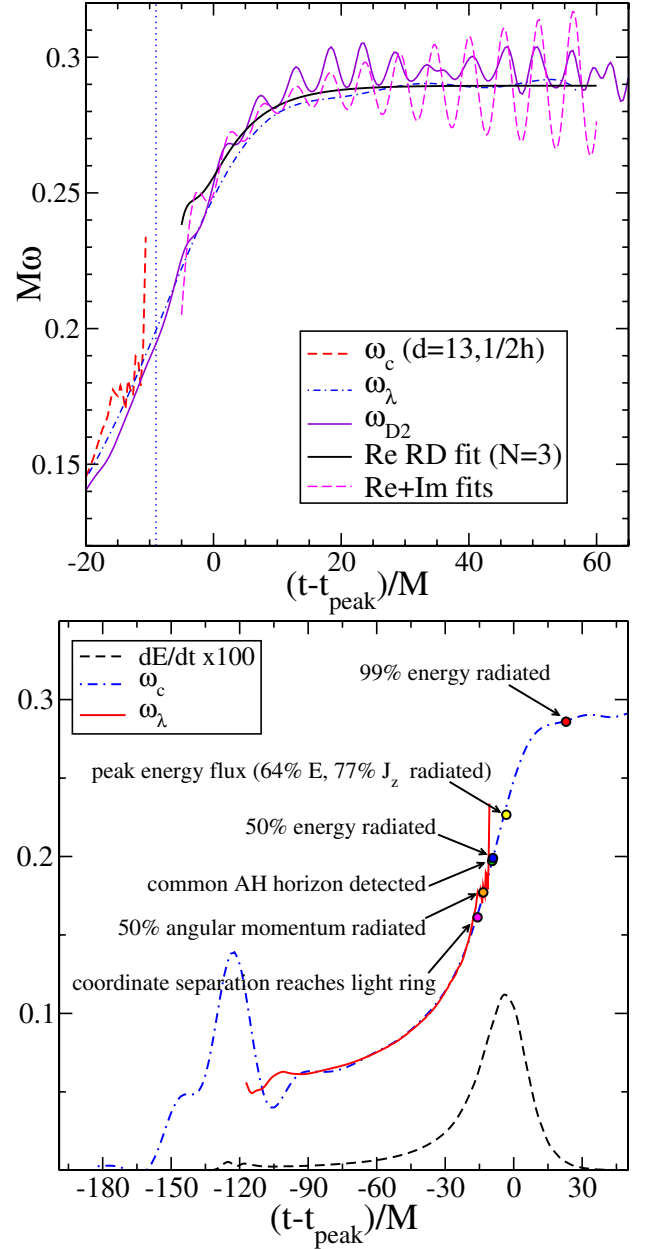 0.3
0.25
0.2
0.15
Mω
ω_c (d=13,1/2h)
ω_λ
ω_D2
Re RD fit (N=3)
Re+Im fits
-20 0 20 40 60
(t-t_peak)/M
dE/dt x100
ω_c
ω_λ
99% energy radiated
0.3
peak energy flux (64% E, 77% J_z radiated)
50% energy radiated
0.2
common AH horizon detected
50% angular momentum radiated
coordinate separation reaches light ring
0.1
-180 -150 -120 -90 -60 -30 0 30
(t-t_peak)/M